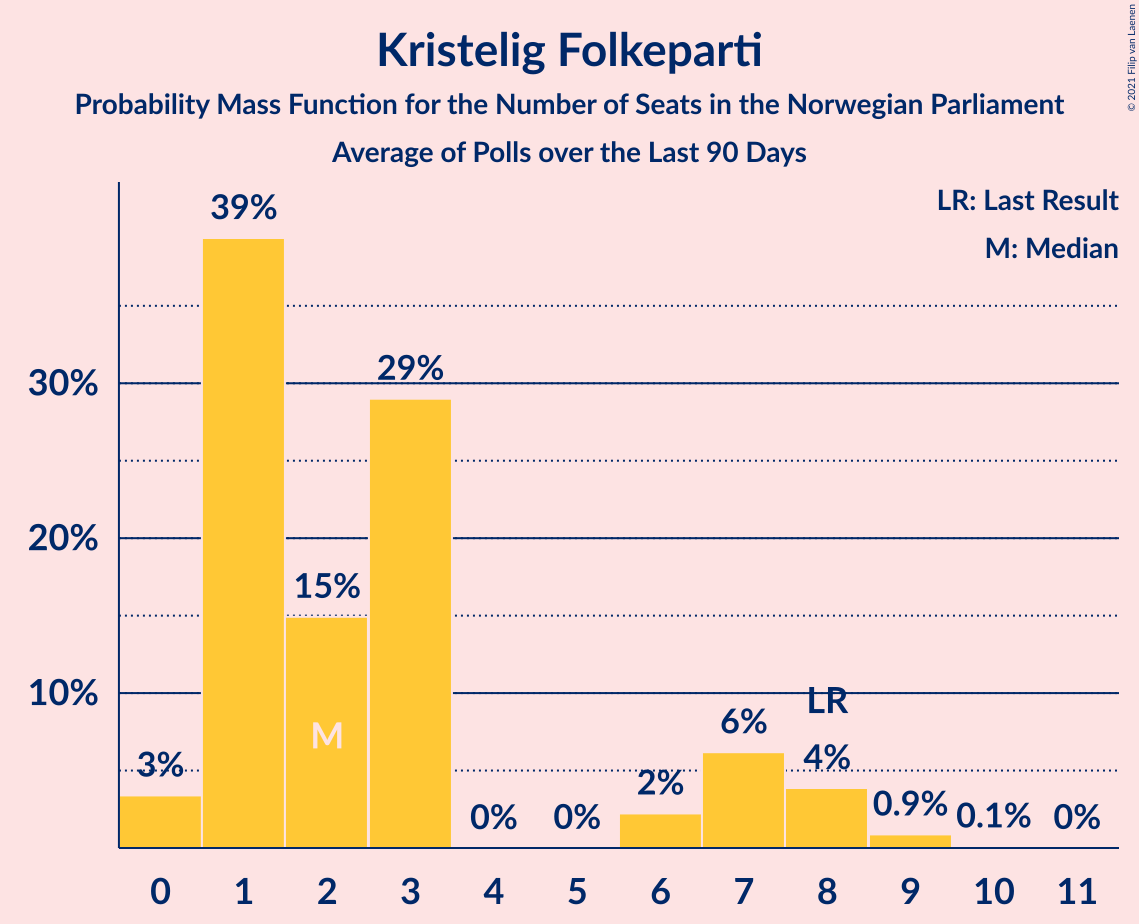 Kristelig Folkeparti
Probability Mass Function for the Number of Seats in the Norwegian Parliament
Average of Polls over the Last 90 Days
© 2021 Filip van Laenen
LR: Last Result
M: Median
39%
29%
30%
20%
15%
10%
LR
6%
M
4%
3%
2%
0.9%
0.1%
0%
0%
0%
0 1 2 3 4 5 6 7 8 9 10 11